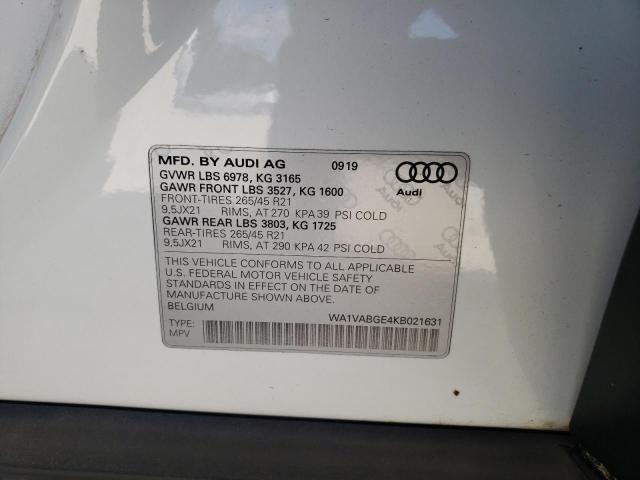 MFD. BY AUDI AG 0919
GVWR LBS 6978, KG 3165
GAWR FRONT LBS 3527, KG 1600
FRONT-TIRES 265/45 R21
9,5JX21 RIMS, AT 270 KPA 39 PSI COLD
GAWR REAR LBS 3803, KG 1725
REAR-TIRES 265/45 R21
9,5JX21 RIMS, AT 290 KPA 42 PSI COLD
Audi
THIS VEHICLE CONFORMS TO ALL APPLICABLE
U.S. FEDERAL MOTOR VEHICLE SAFETY
STANDARDS IN EFFECT ON THE DATE OF
MANUFACTURE SHOWN ABOVE.
BELGIUM
WA1VABGE4KB021631
TYPE:
MPV